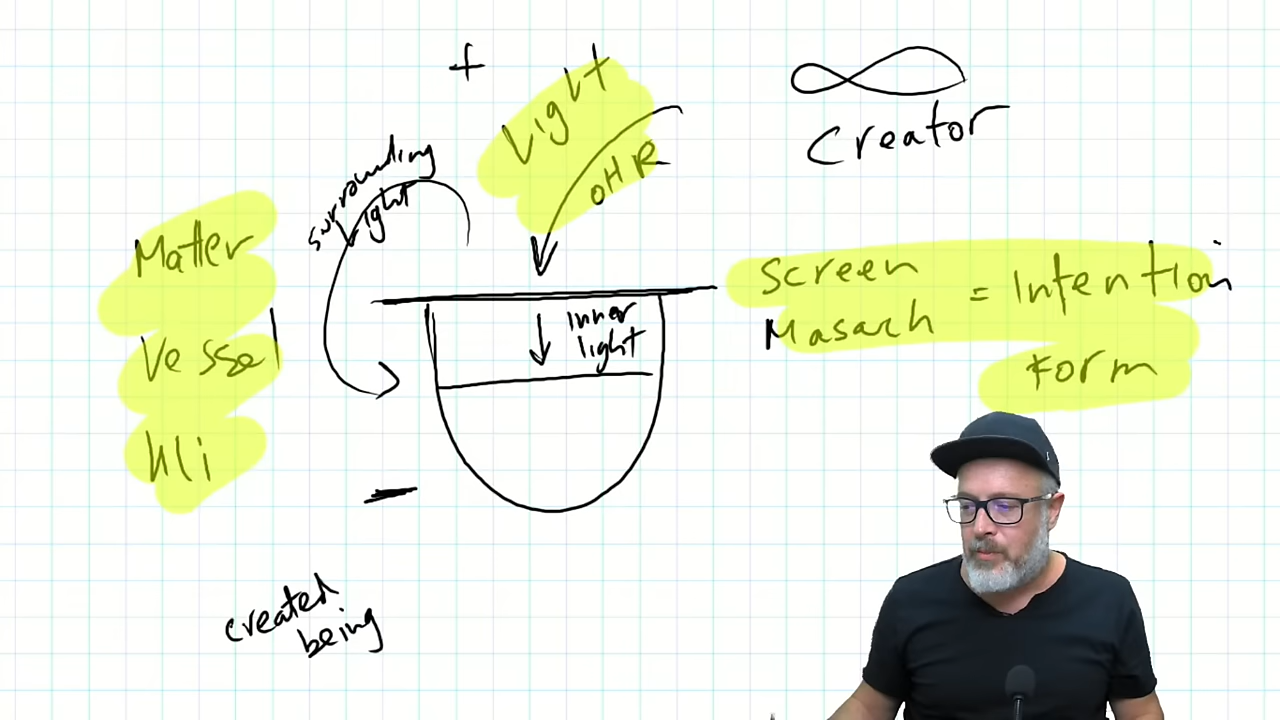 +
Light
OHR
Creator
surrounding
light
Matter
Vessel
Kli
Screen
Masach
= Intention
Form
inner
light
-
created
being